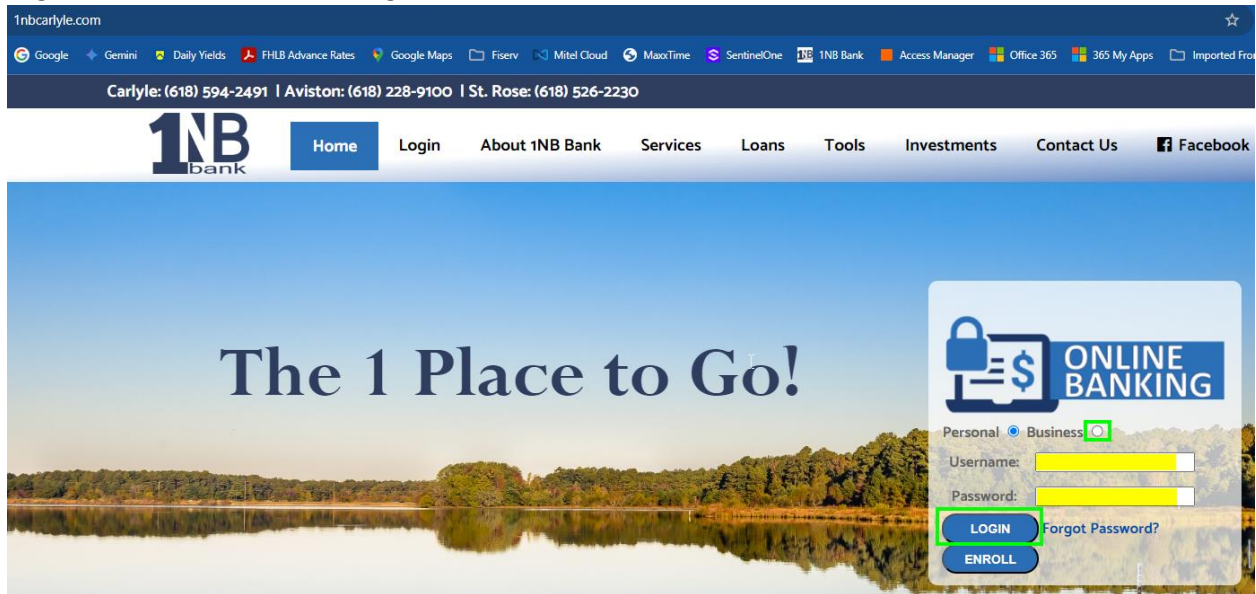 1nbcarlyle.com
Google Gemini Daily Yields FHLB Advance Rates Google Maps Fiserv Mitel Cloud MaxxTime SentinelOne 1NB 1NB Bank Access Manager Office 365 365 My Apps Imported Fro
Carlyle: (618) 594-2491 | Aviston: (618) 228-9100 | St. Rose: (618) 526-2230
1NB bank
Home Login About 1NB Bank Services Loans Tools Investments Contact Us Facebook
The 1 Place to Go!
$ ONLINE
BANKING
Personal Business
Username:
Password:
LOGIN Forgot Password?
ENROLL